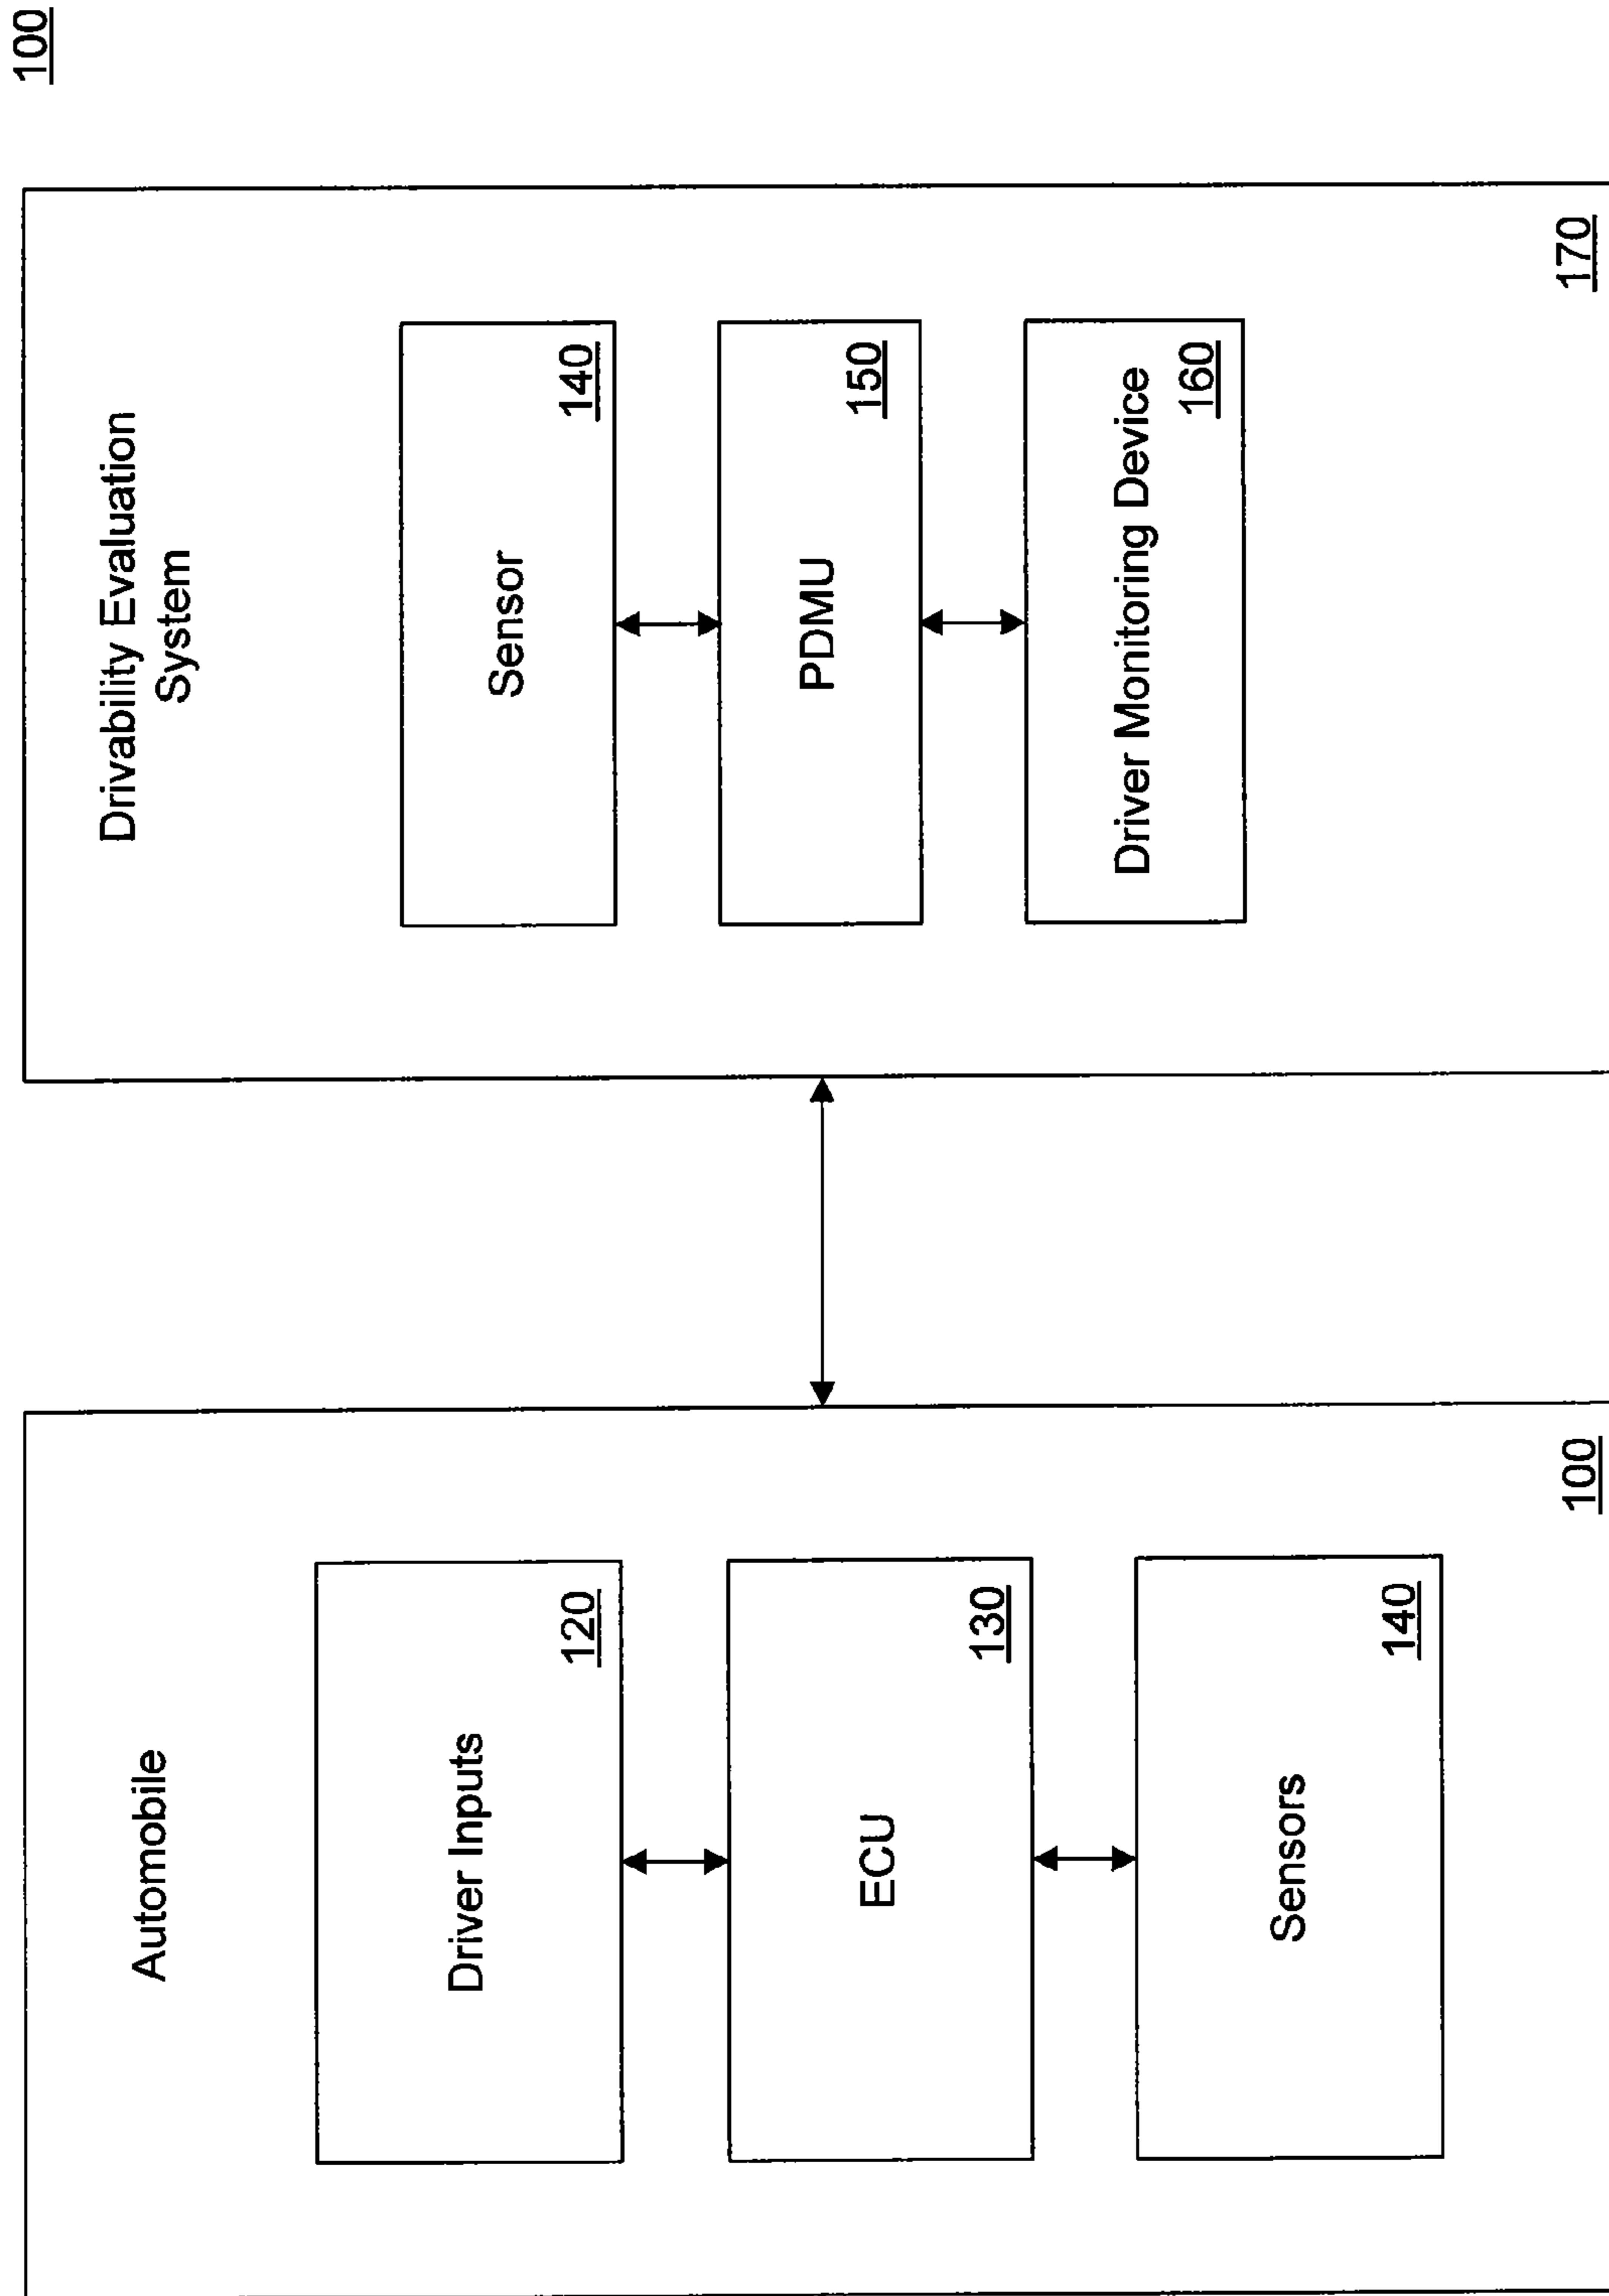 100
Automobile
Driver Inputs
120
ECU
130
Sensors
140
100
Drivability Evaluation
System
Sensor
140
PDMU
150
Driver Monitoring Device
160
170